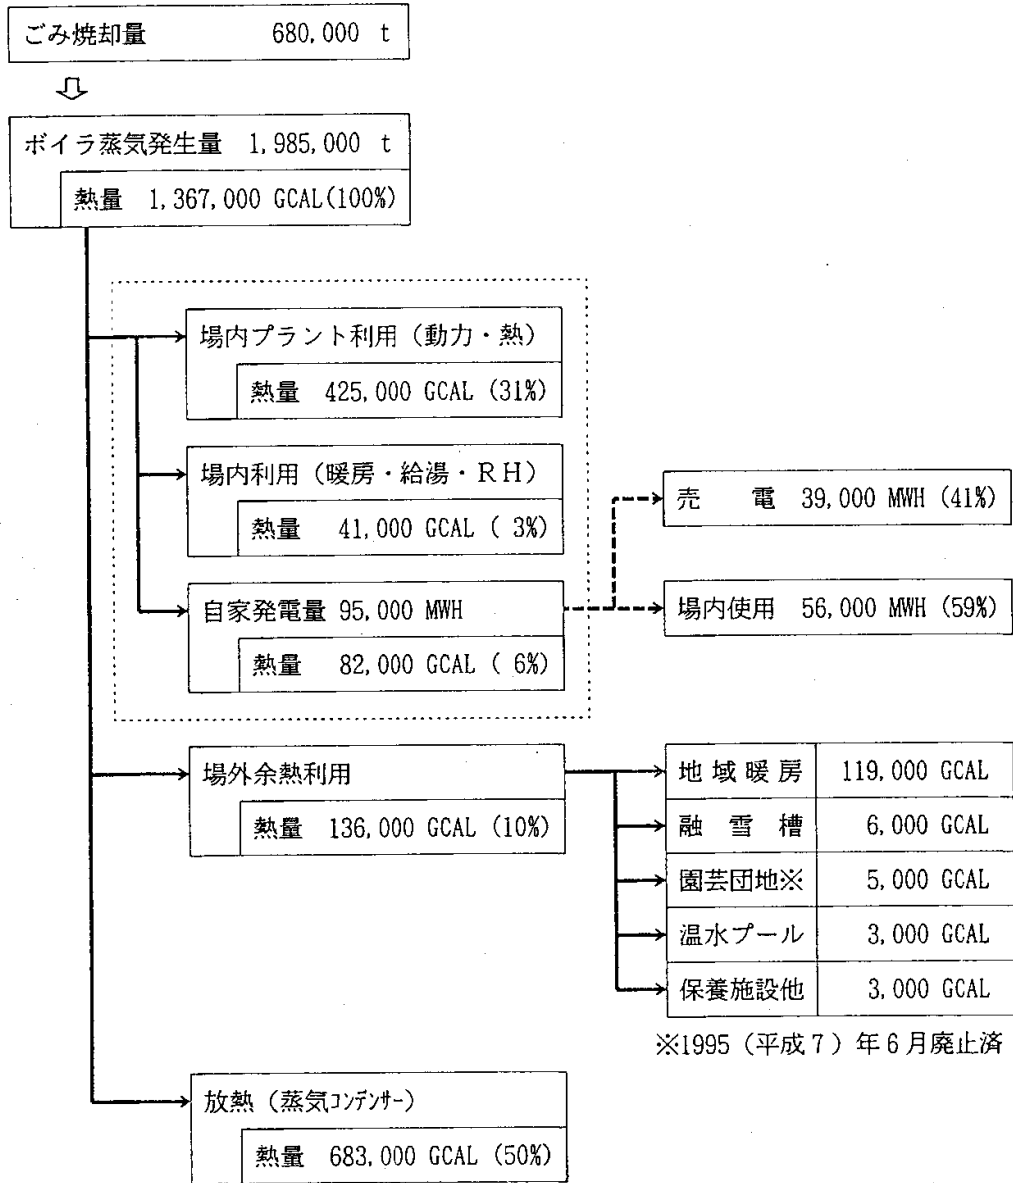 ごみ焼却量 680,000 t
ボイラ蒸気発生量 1,985,000 t
熱量 1,367,000 GCAL(100%)
場内プラント利用（動力・熱）
熱量 425,000 GCAL (31%)
場内利用（暖房・給湯・ＲＨ）
熱量 41,000 GCAL ( 3%)
自家発電量 95,000 MWH
熱量 82,000 GCAL ( 6%)
売　電 39,000 MWH (41%)
場内使用 56,000 MWH (59%)
場外余熱利用
熱量 136,000 GCAL (10%)
地域暖房 119,000 GCAL
融雪槽 6,000 GCAL
園芸団地※ 5,000 GCAL
温水プール 3,000 GCAL
保養施設他 3,000 GCAL
※1995（平成７）年６月廃止済
放熱（蒸気ｺﾝﾃﾞﾝｻｰ）
熱量 683,000 GCAL (50%)